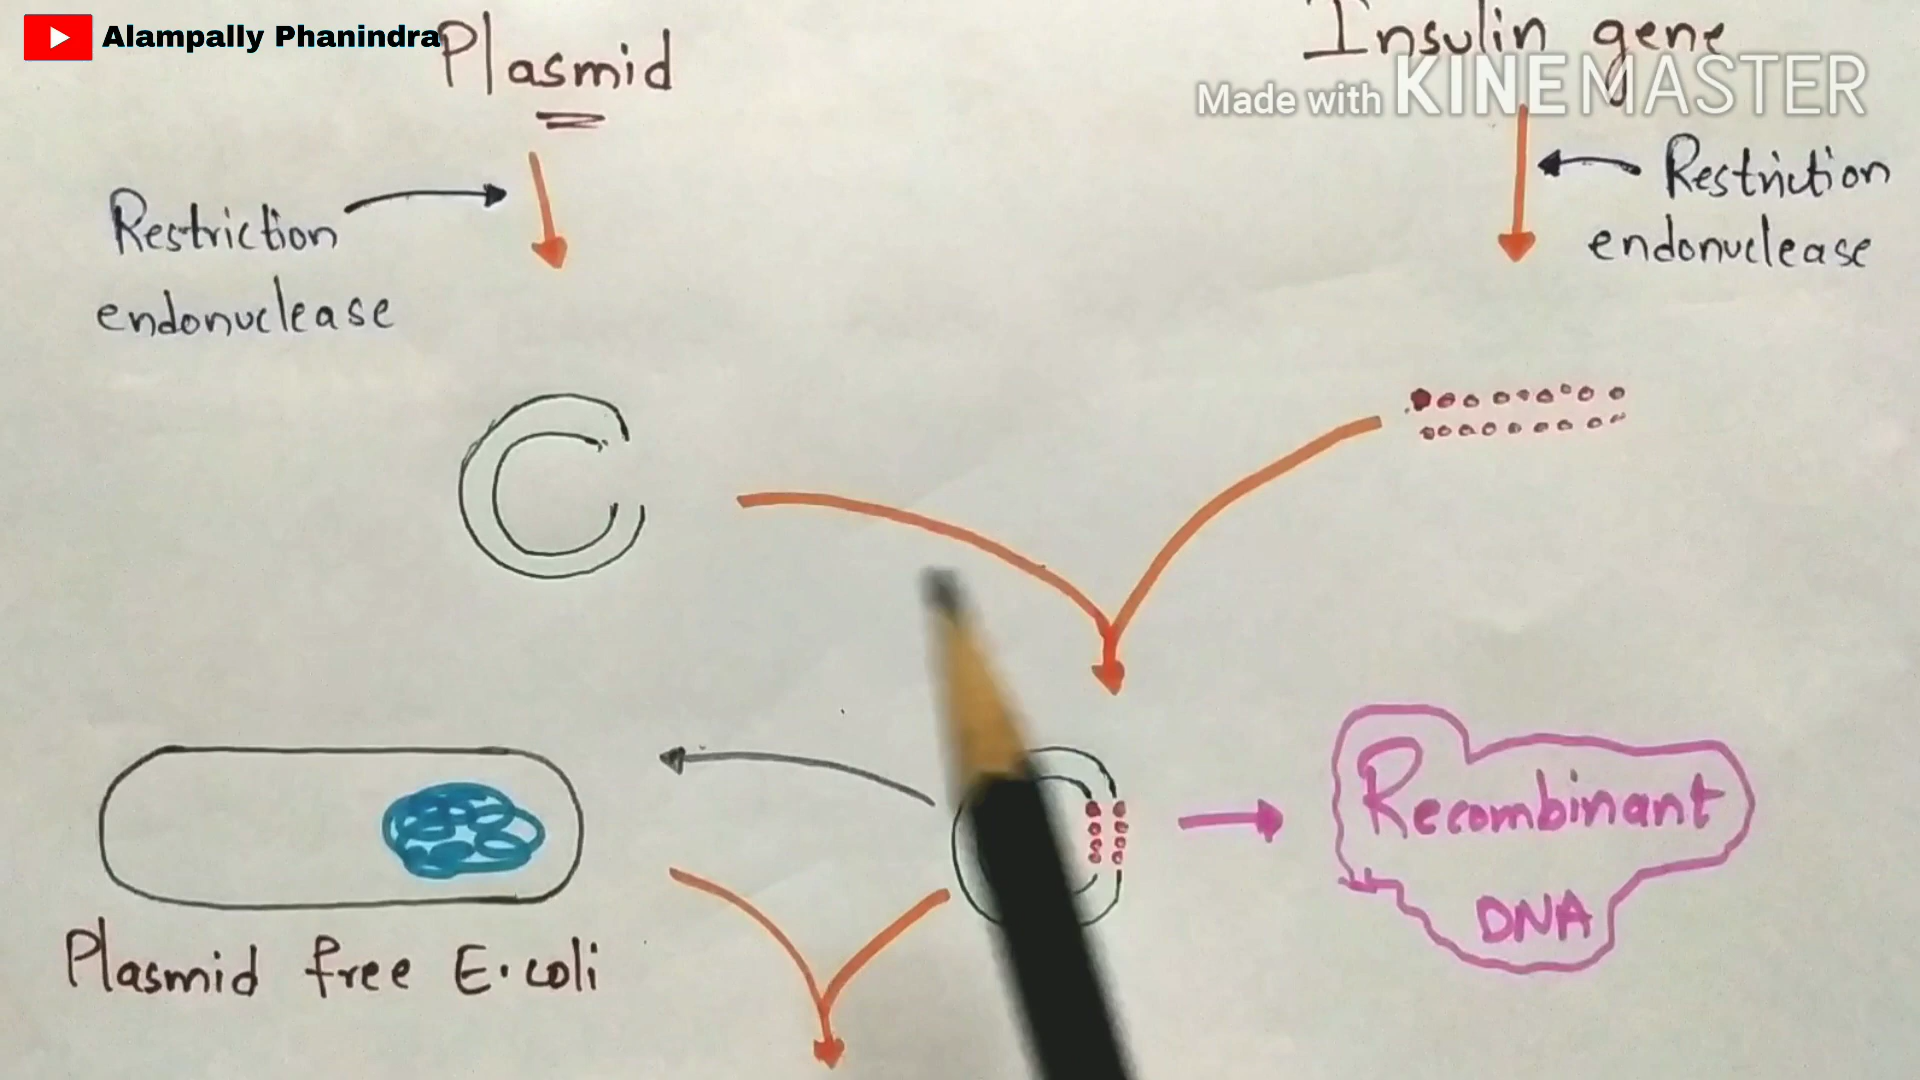 Alampally Phanindra
Plasmid
Insulin gene
Made with KINEMASTER
Restriction
endonuclease
Restriction
endonuclease
Recombinant
DNA
Plasmid free E.coli